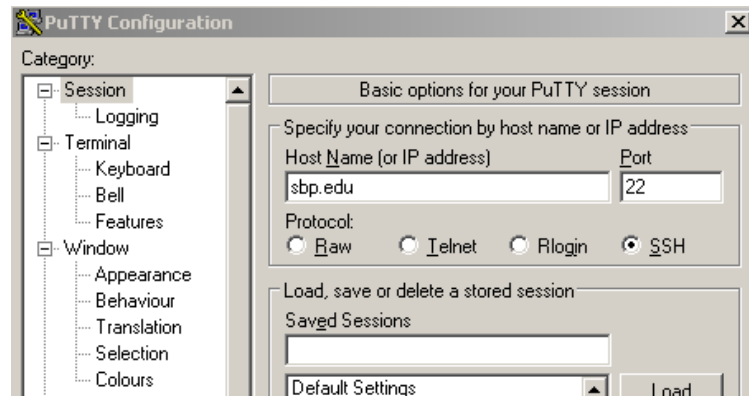 PuTTY Configuration
Category:
Session
Logging
Terminal
Keyboard
Bell
Features
Window
Appearance
Behaviour
Translation
Selection
Colours
Basic options for your PuTTY session
Specify your connection by host name or IP address
Host Name (or IP address) Port
sbp.edu 22
Protocol:
Raw Telnet Rlogin SSH
Load, save or delete a stored session
Saved Sessions
Default Settings Load